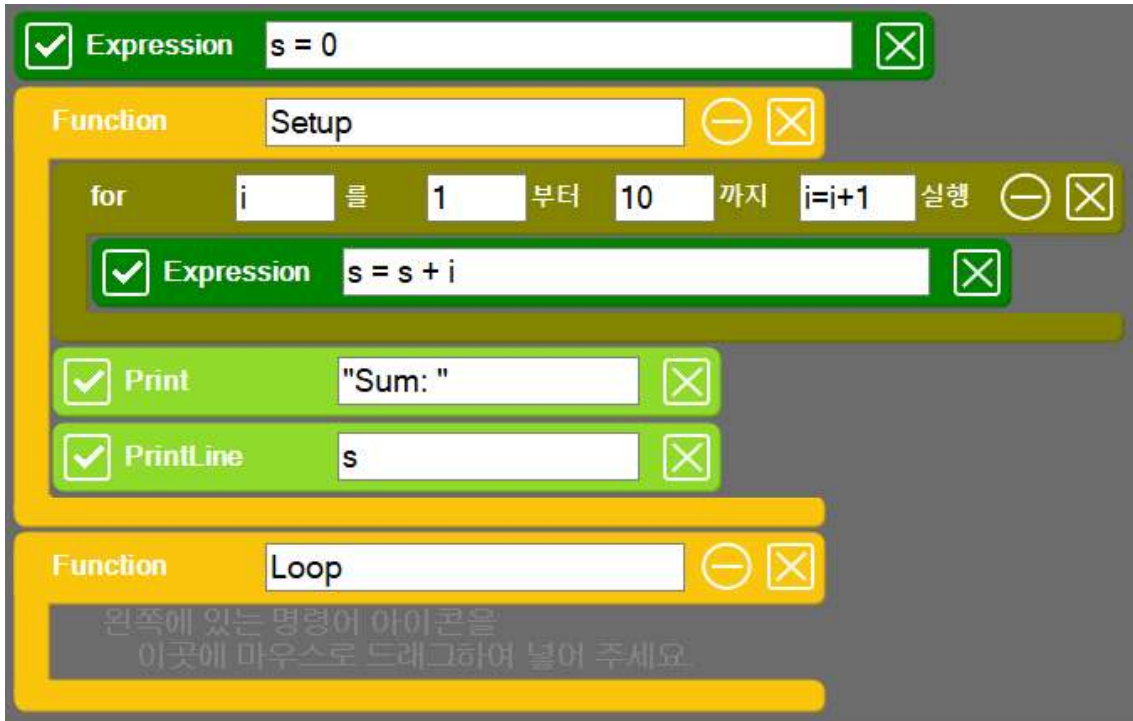 Expression s = 0
Function Setup
for i 를 1 부터 10 까지 i=i+1 실행
Expression s = s + i
Print "Sum: "
PrintLine s
Function Loop
왼쪽에 있는 명령어 아이콘을
이곳에 마우스로 드래그하여 넣어 주세요.